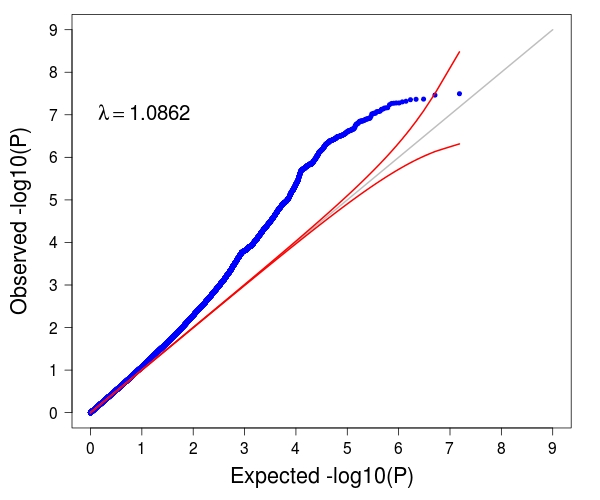 9
8
7
6
5
4
3
2
1
0
λ = 1.0862
Observed -log10(P)
0 1 2 3 4 5 6 7 8 9
Expected -log10(P)